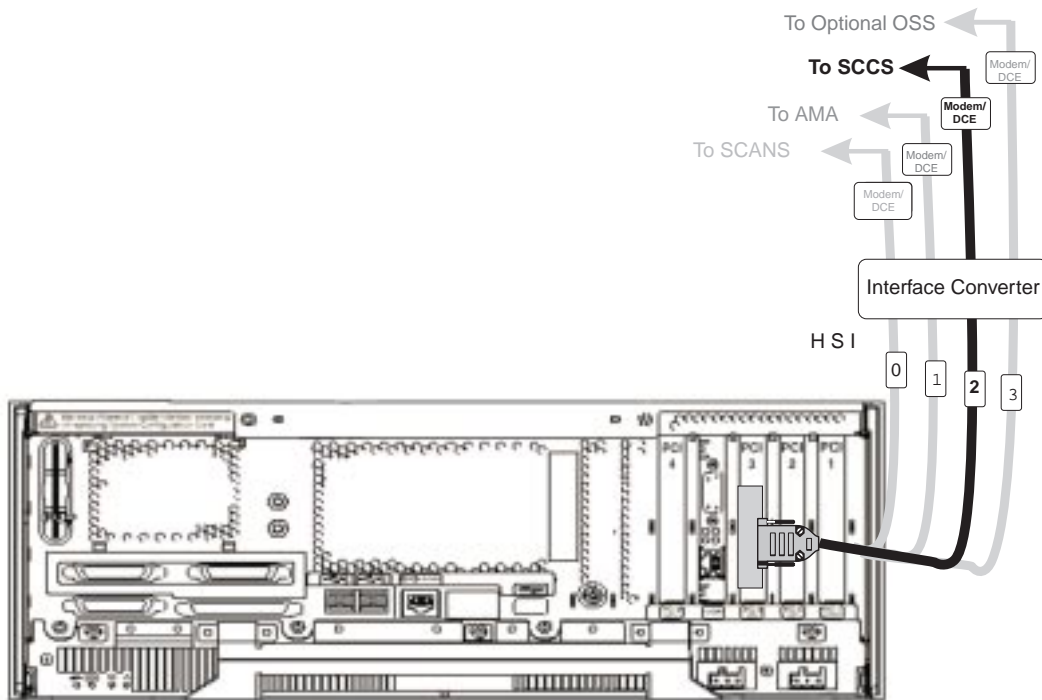 To Optional OSS
Modem/
DCE
To SCCS
Modem/
DCE
To AMA
Modem/
DCE
To SCANS
Modem/
DCE
Interface Converter
H S I
0
1
2
3
PCI
4
PCI
3
PCI
2
PCI
1